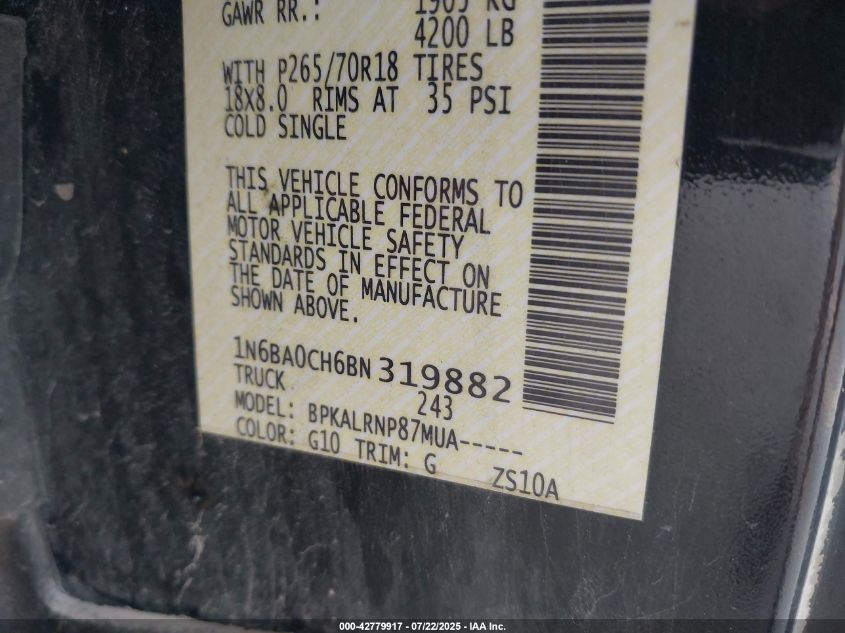 GAWR RR.: 1905 KG
4200 LB
WITH P265/70R18 TIRES
18X8.0 RIMS AT 35 PSI
COLD SINGLE
THIS VEHICLE CONFORMS TO
ALL APPLICABLE FEDERAL
MOTOR VEHICLE SAFETY
STANDARDS IN EFFECT ON
THE DATE OF MANUFACTURE
SHOWN ABOVE.
1N6BA0CH6BN319882
TRUCK 243
MODEL: BPKALRNP87MUA-----
COLOR: G10 TRIM: G ZS10A
000-42779917 - 07/22/2025 - IAA Inc.